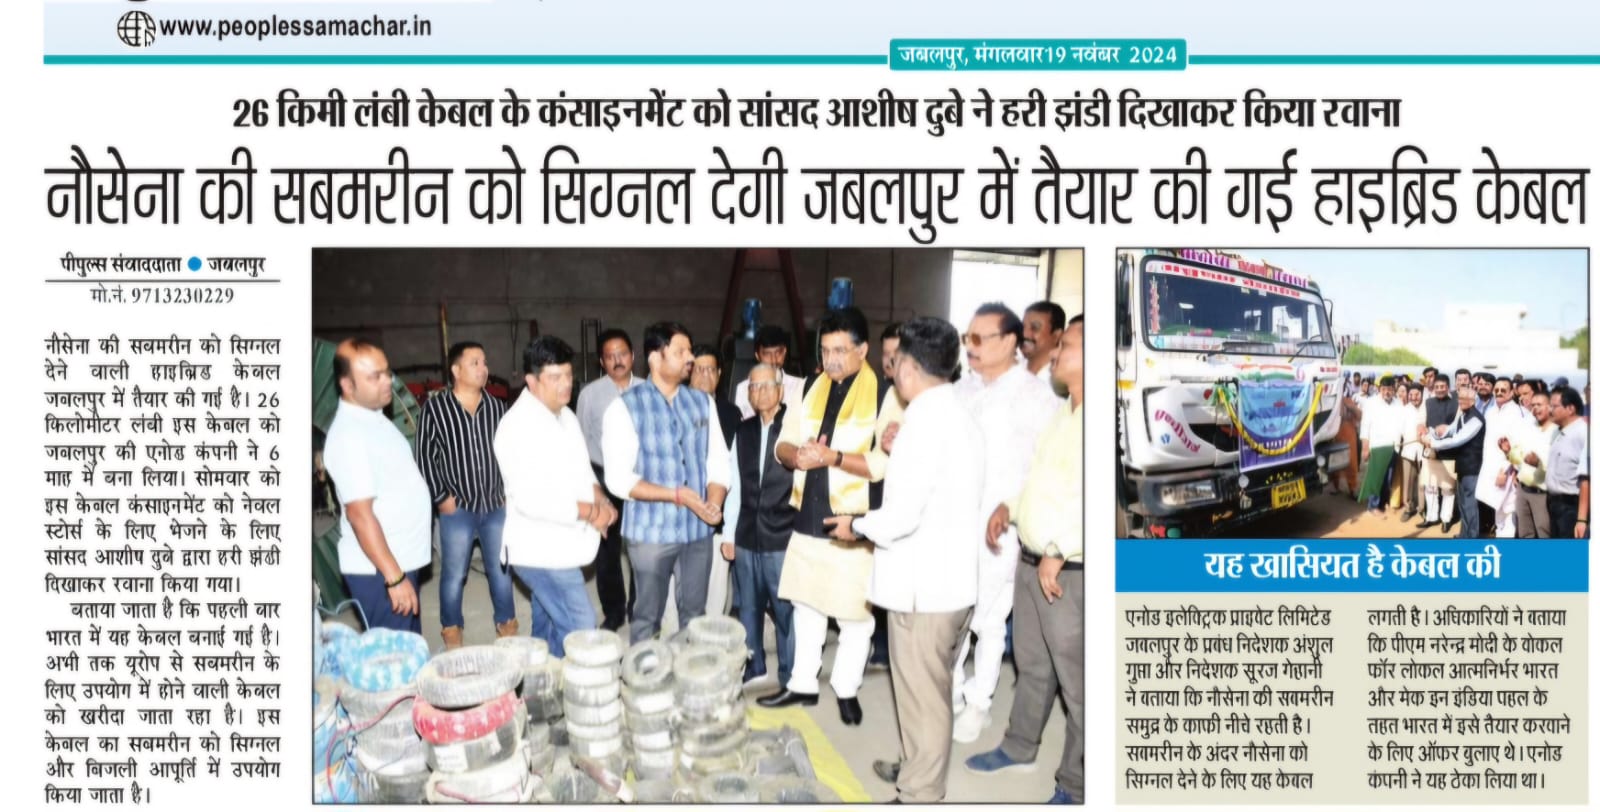 www.peoplessamachar.in
जबलपुर, मंगलवार19 नवंबर 2024
26 किमी लंबी केबल के कंसाइनमेंट को सांसद आशीष दुबे ने हरी झंडी दिखाकर किया रवाना
नौसेना की सबमरीन को सिग्नल देगी जबलपुर में तैयार की गई हाइब्रिड केबल
पीपुल्स संवाददाता ● जबलपुर
मो.नं. 9713230229
नौसेना की सबमरीन को सिग्नल
देने वाली हाइब्रिड केबल
जबलपुर में तैयार की गई है। 26
किलोमीटर लंबी इस केबल को
जबलपुर की एनोड कंपनी ने 6
माह में बना लिया। सोमवार को
इस केबल कंसाइनमेंट को नेवल
स्टोर्स के लिए भेजने के लिए
सांसद आशीष दुबे द्वारा हरी झंडी
दिखाकर रवाना किया गया।
बताया जाता है कि पहली बार
भारत में यह केबल बनाई गई है।
अभी तक यूरोप से सबमरीन के
लिए उपयोग में होने वाली केबल
को खरीदा जाता रहा है। इस
केबल का सबमरीन को सिग्नल
और बिजली आपूर्ति में उपयोग
किया जाता है।
यह खासियत है केबल की
एनोड इलेक्ट्रिक प्राइवेट लिमिटेड
जबलपुर के प्रबंध निदेशक अंशुल
गुप्ता और निदेशक सूरज गेहानी
ने बताया कि नौसेना की सबमरीन
समुद्र के काफी नीचे रहती है।
सबमरीन के अंदर नौसेना को
सिग्नल देने के लिए यह केबल
लगती है। अधिकारियों ने बताया
कि पीएम नरेन्द्र मोदी के वोकल
फॉर लोकल आत्मनिर्भर भारत
और मेक इन इंडिया पहल के
तहत भारत में इसे तैयार करवाने
के लिए ऑफर बुलाए थे। एनोड
कंपनी ने यह ठेका लिया था।